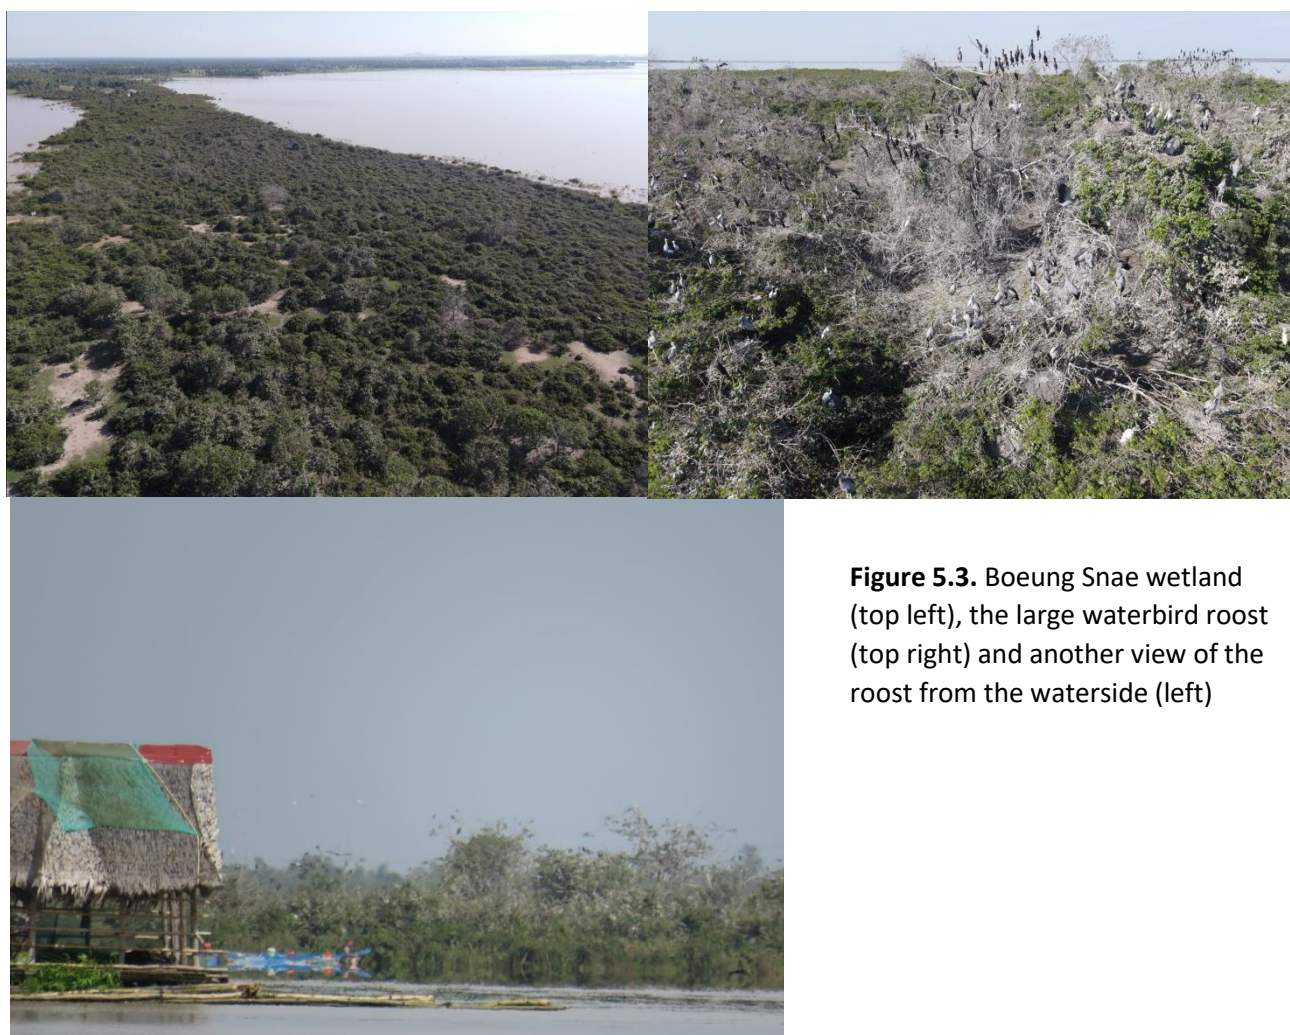 Figure 5.3. Boeung Snae wetland
(top left), the large waterbird roost
(top right) and another view of the
roost from the waterside (left)